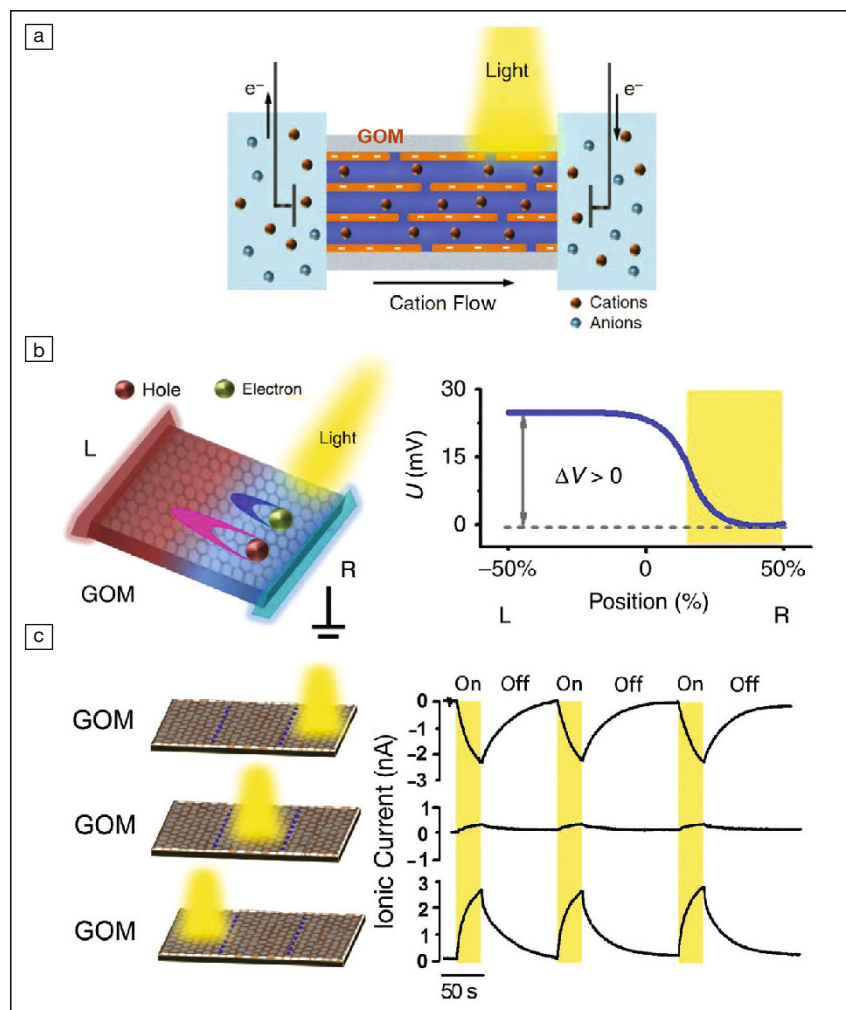 a
Light
e⁻
e⁻
GOM
Cation Flow
Cations
Anions
b
Hole
Electron
Light
L
R
GOM
30
15
0
U (mV)
ΔV > 0
−50%
0
50%
Position (%)
L
R
c
GOM
GOM
GOM
On
Off
On
Off
On
Off
Ionic Current (nA)
0
−1
−2
−3
1
0
−1
3
2
1
0
50 s